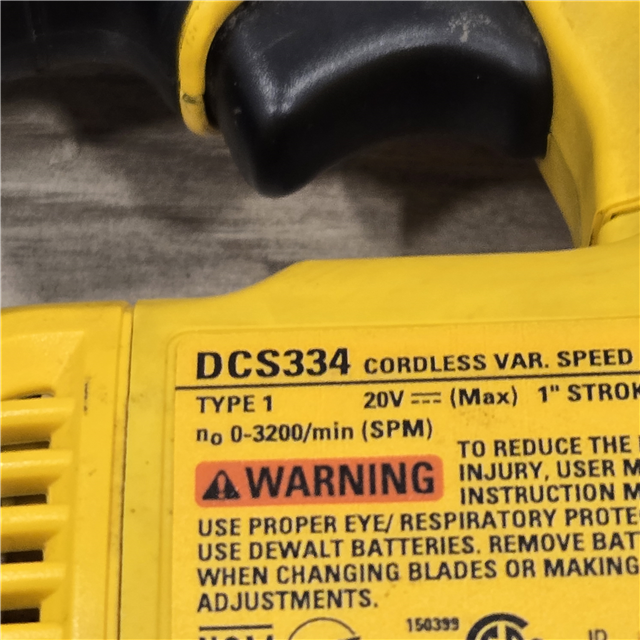 DCS334 CORDLESS VAR. SPEED
TYPE 1 20V (Max) 1" STROK
n₀ 0-3200/min (SPM)
TO REDUCE THE
WARNING INJURY, USER M
INSTRUCTION M
USE PROPER EYE/ RESPIRATORY PROTE
USE DEWALT BATTERIES. REMOVE BAT
WHEN CHANGING BLADES OR MAKING
ADJUSTMENTS.
150399